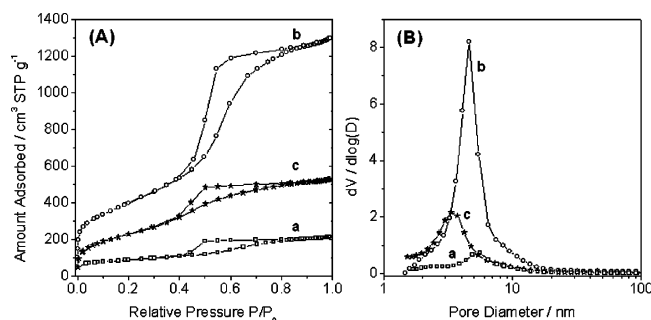 (A)
b
c
a
1400
1200
1000
800
600
400
200
0
0.0 0.2 0.4 0.6 0.8 1.0
Amount Adsorbed / cm³ STP g⁻¹
Relative Pressure P/P₀
(B)
b
c
a
8
6
4
2
0
1 10 100
dV / dlog(D)
Pore Diameter / nm